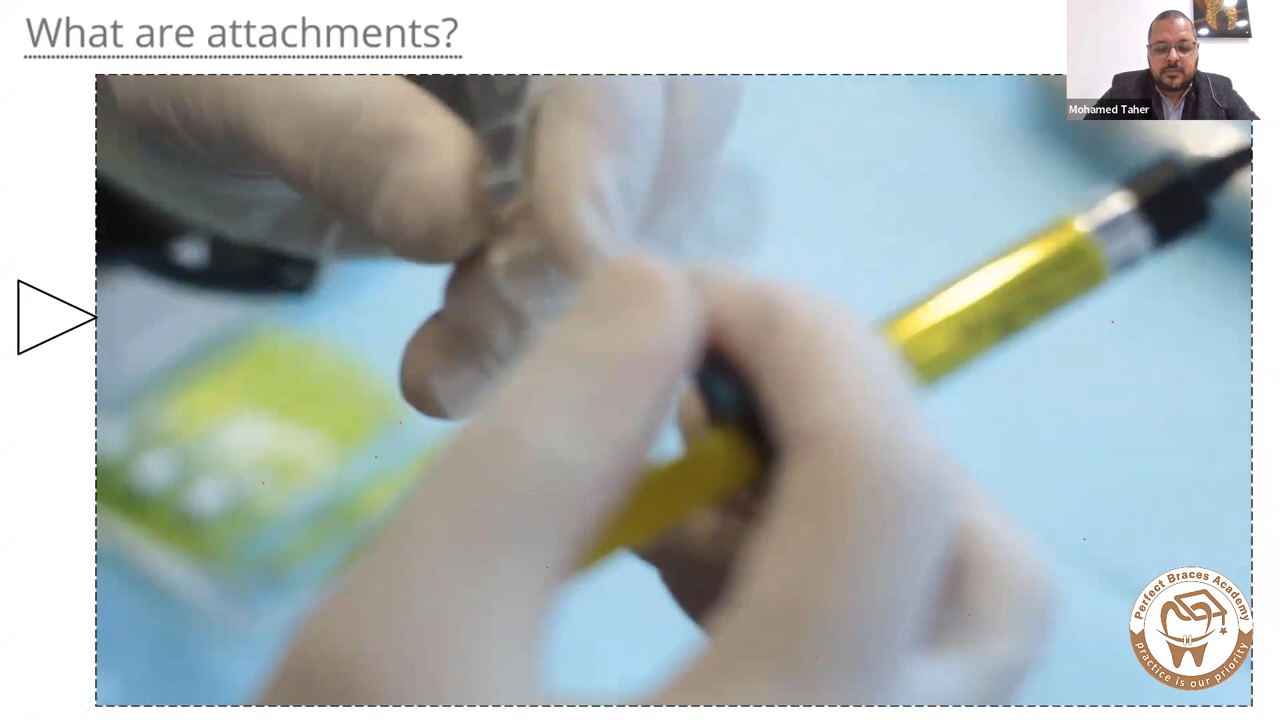 What are attachments?
Mohamed Taher
Perfect Braces Academy
practice is our priority